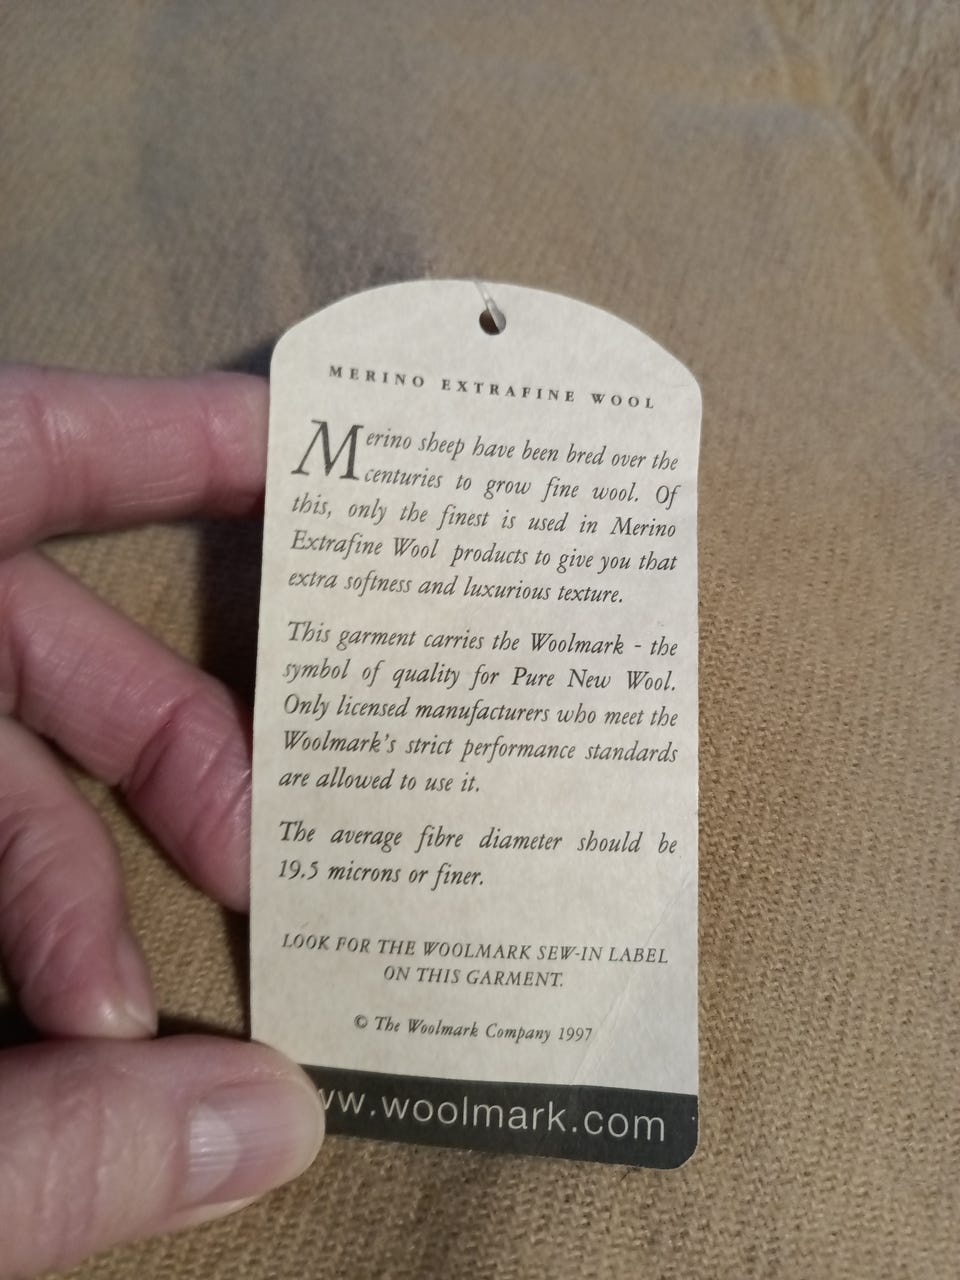 MERINO EXTRAFINE WOOL
Merino sheep have been bred over the
centuries to grow fine wool. Of
this, only the finest is used in Merino
Extrafine Wool products to give you that
extra softness and luxurious texture.
This garment carries the Woolmark - the
symbol of quality for Pure New Wool.
Only licensed manufacturers who meet the
Woolmark's strict performance standards
are allowed to use it.
The average fibre diameter should be
19.5 microns or finer.
LOOK FOR THE WOOLMARK SEW-IN LABEL
ON THIS GARMENT.
© The Woolmark Company 1997
ww.woolmark.com